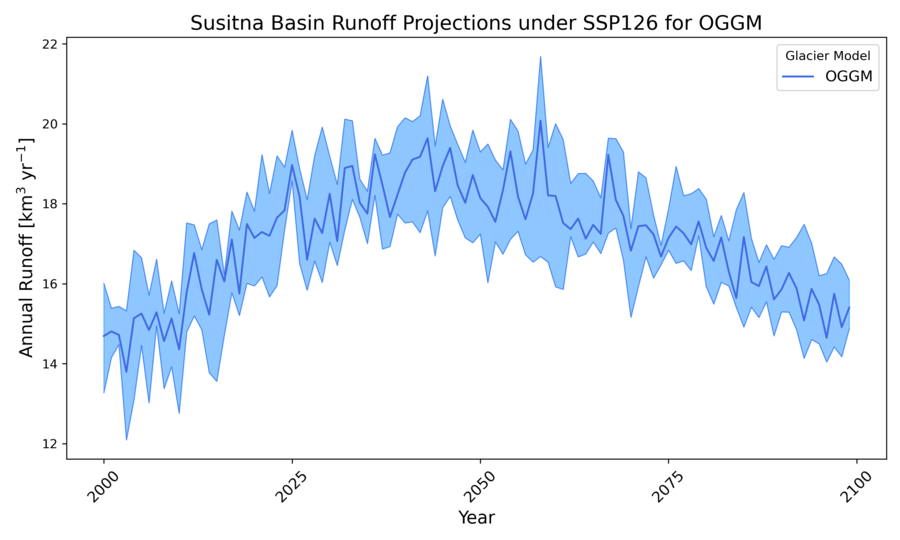 Susitna Basin Runoff Projections under SSP126 for OGGM
Annual Runoff [km³ yr⁻¹]
22
20
18
16
14
12
Glacier Model
OGGM
2000
2025
2050
2075
2100
Year